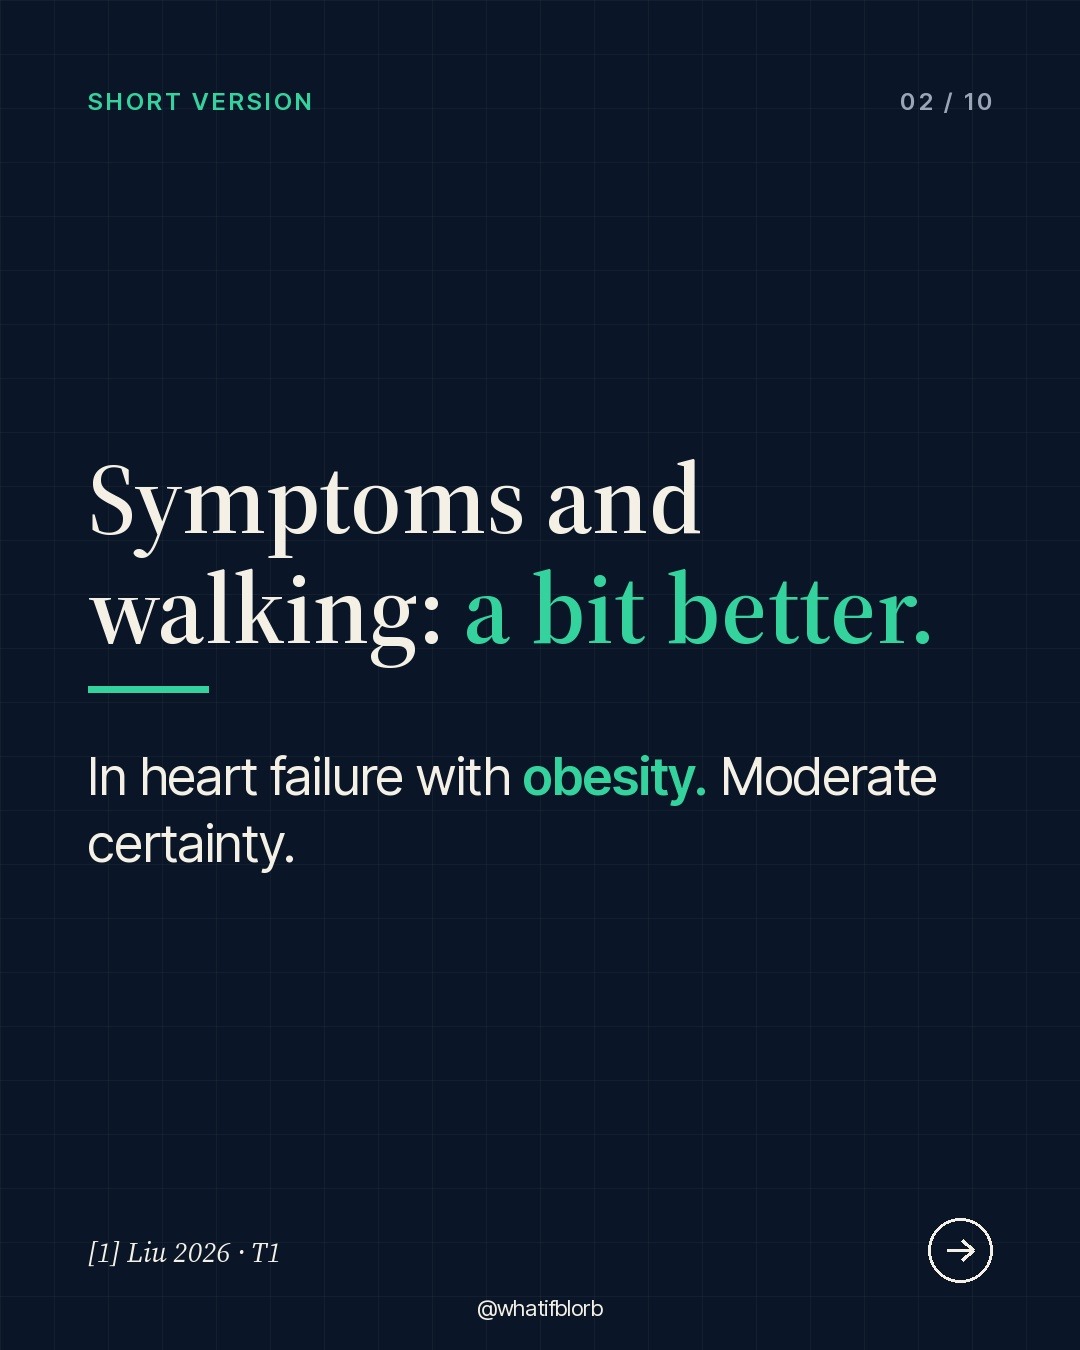 SHORT VERSION
02 / 10
Symptoms and
walking: a bit better.
In heart failure with obesity. Moderate
certainty.
[1] Liu 2026 · T1
@whatifblorb